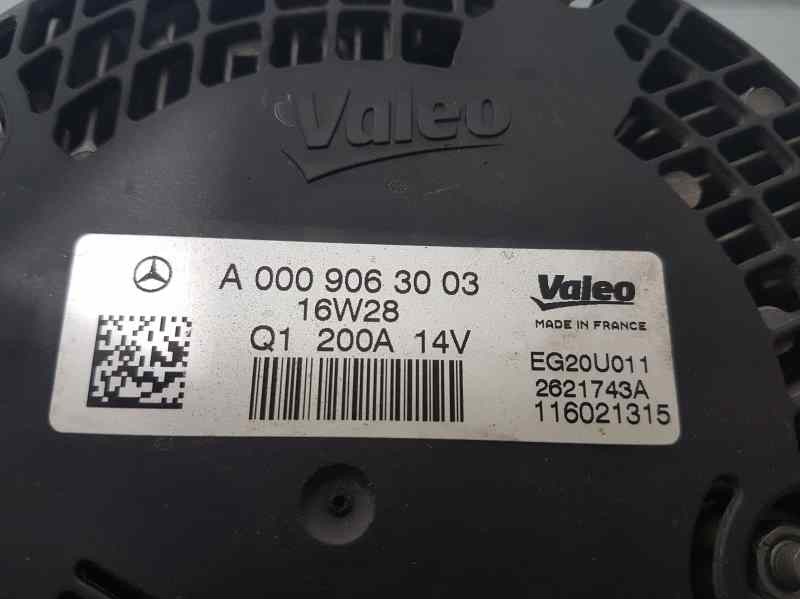 Valeo
A 000 906 30 03
16W28
Q1 200A 14V
Valeo
MADE IN FRANCE
EG20U011
2621743A
116021315